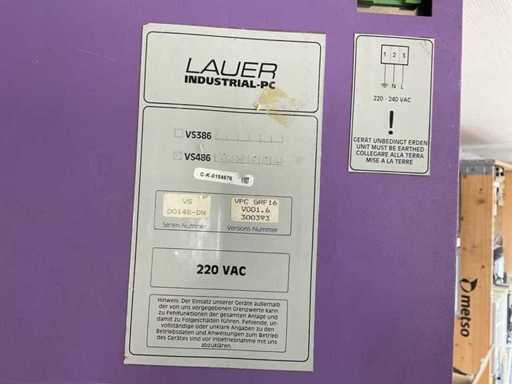 LAUER
INDUSTRIAL-PC
VS386
VS486
C-K-0154676
VS
00146-DN
Serien Nummer
VPC GRF16
V001.6
300393
Versions Nummer
220 VAC
Hinweis: Der Einsatz unserer Geräte außerhalb
der von uns vorgegebenen Grenzwerte kann
zu Fehlfunktionen der gesamten Anlage und
damit zu Folgeschäden führen. Fehlende, un-
vollständige oder unklare Angaben zu den
Betriebsdaten und Anweisungen zum Betrieb
des Gerätes sind vor Inbetriebnahme mit uns
abzuklären.
1 2 3
N L
220 - 240 VAC
!
GERÄT UNBEDINGT ERDEN
UNIT MUST BE EARTHED
COLLEGARE ALLA TERRA
MISE A LA TERRE
metso